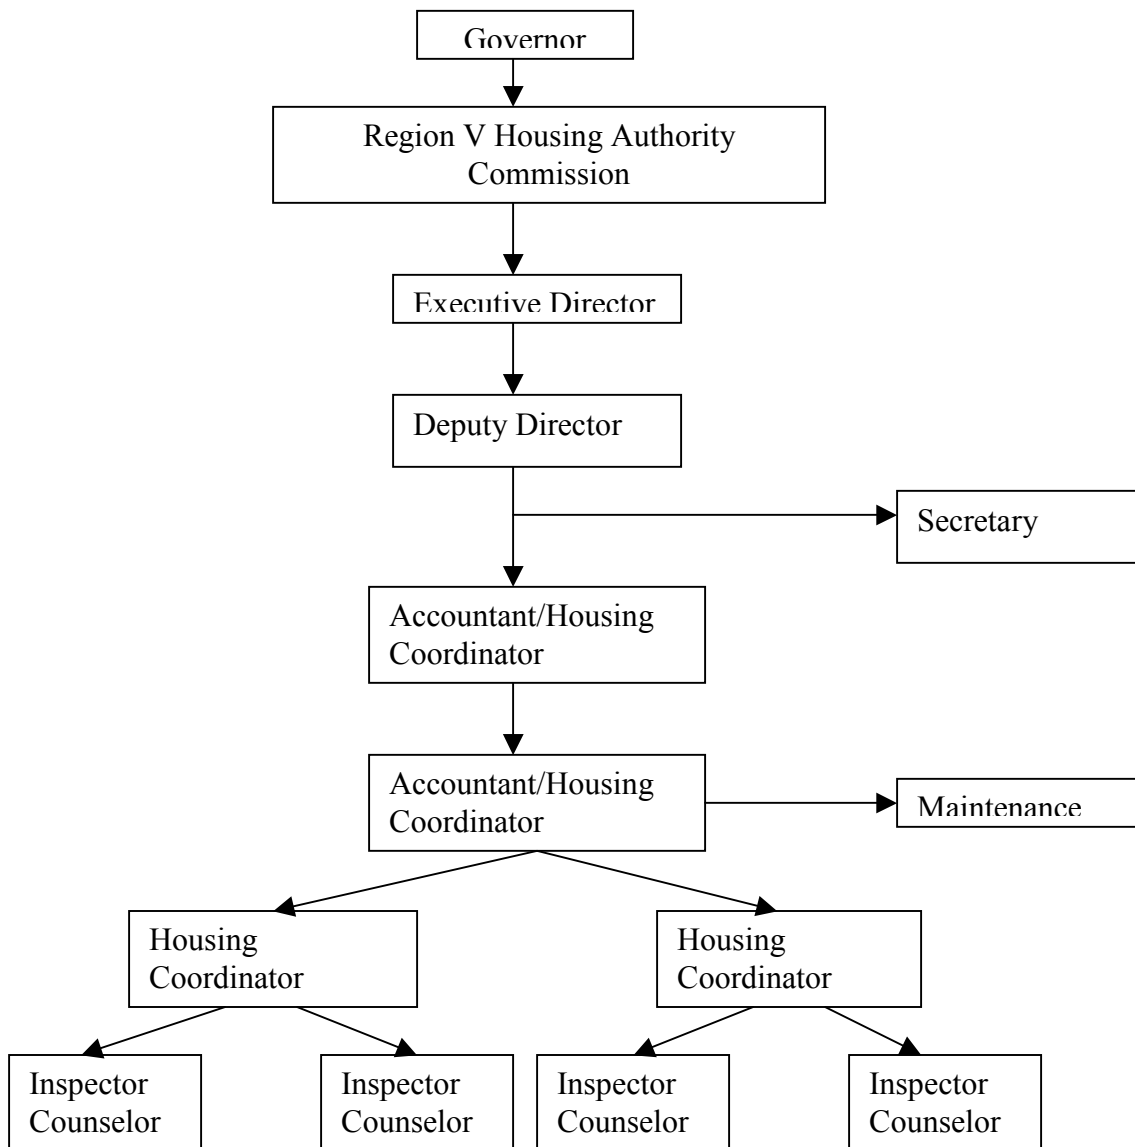 Governor
Region V Housing Authority
Commission
Executive Director
Deputy Director
Secretary
Accountant/Housing
Coordinator
Accountant/Housing
Coordinator
Maintenance
Housing
Coordinator
Housing
Coordinator
Inspector
Counselor
Inspector
Counselor
Inspector
Counselor
Inspector
Counselor